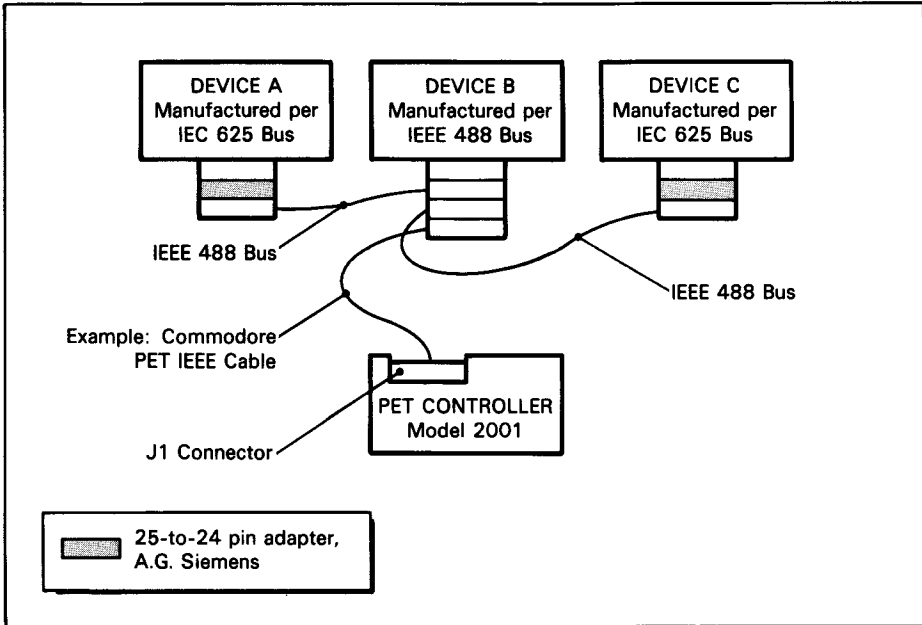 DEVICE A
Manufactured per
IEC 625 Bus
DEVICE B
Manufactured per
IEEE 488 Bus
DEVICE C
Manufactured per
IEC 625 Bus
IEEE 488 Bus
IEEE 488 Bus
Example: Commodore
PET IEEE Cable
PET CONTROLLER
Model 2001
J1 Connector
25-to-24 pin adapter,
A.G. Siemens